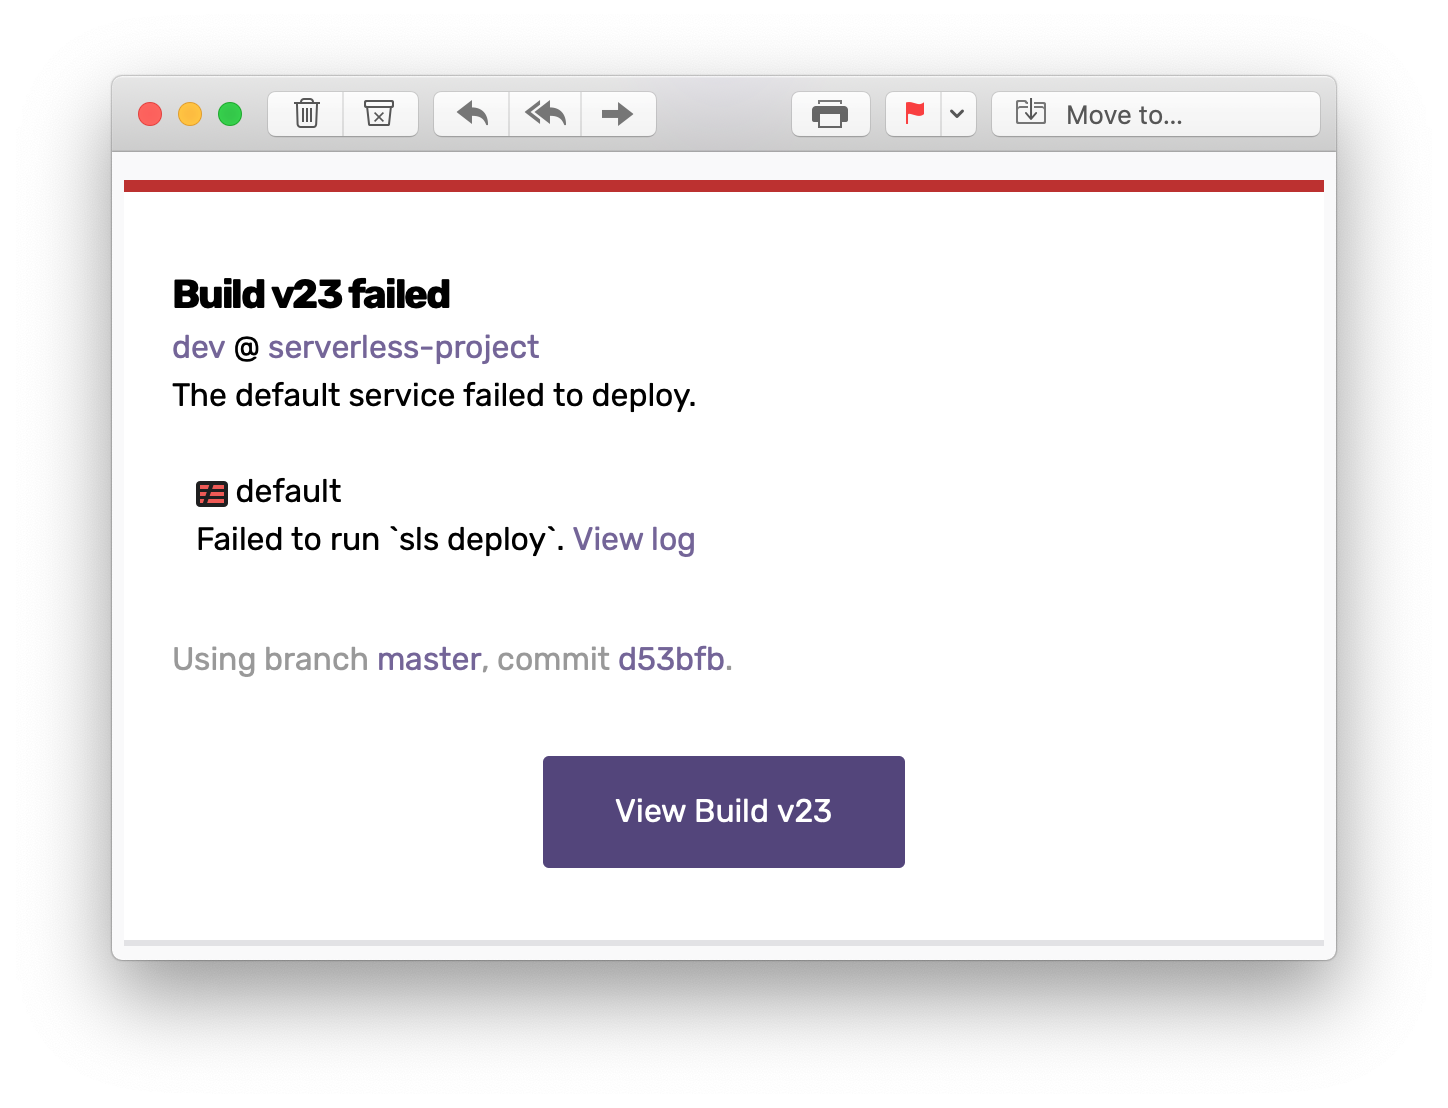 Move to...
Build v23 failed
dev @ serverless-project
The default service failed to deploy.
default
Failed to run `sls deploy`. View log
Using branch master, commit d53bfb.
View Build v23